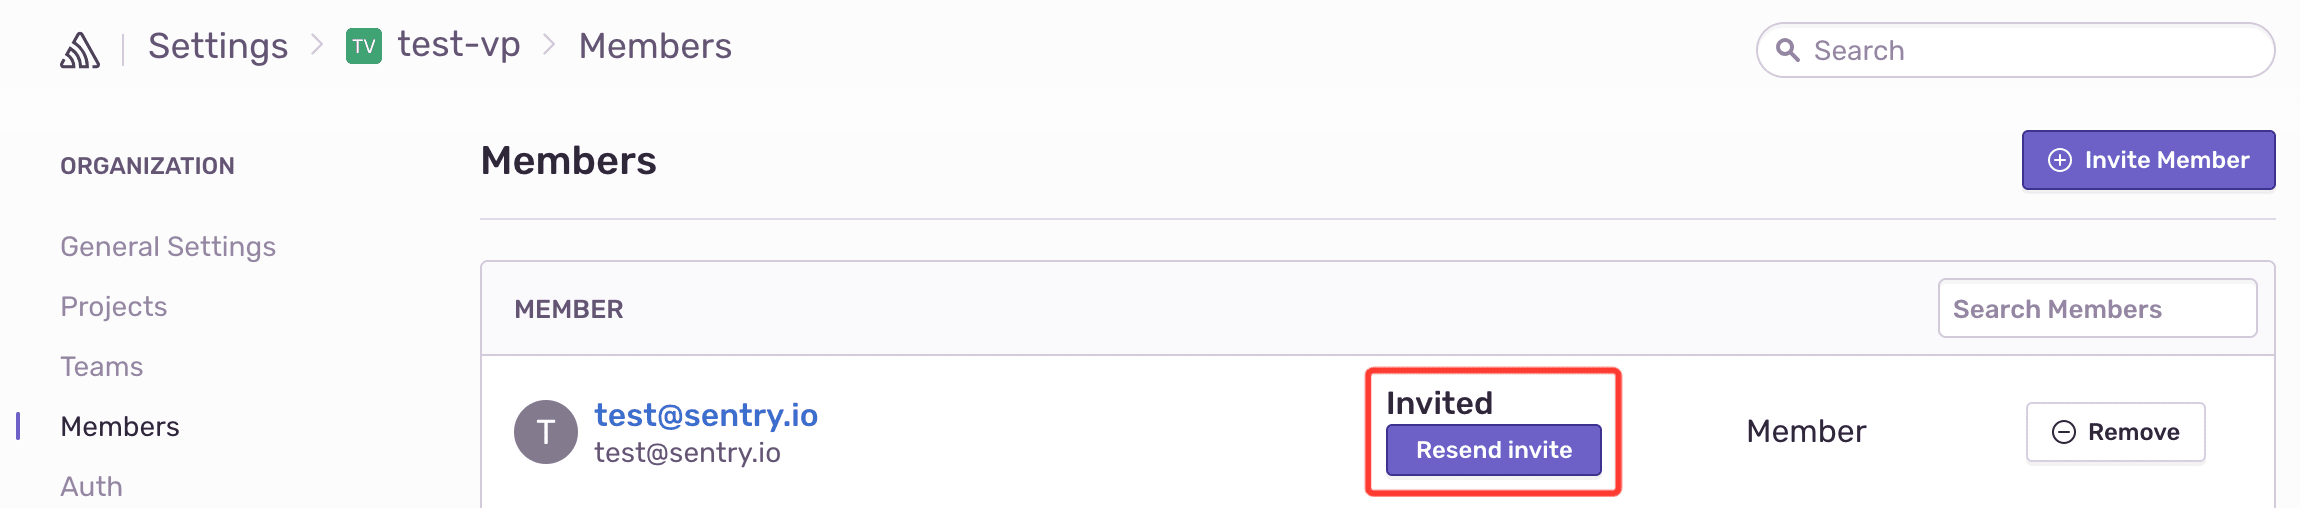 Settings > TV test-vp > Members
Search
ORGANIZATION
General Settings
Projects
Teams
Members
Auth
Members
Invite Member
MEMBER
Search Members
T
test@sentry.io
test@sentry.io
Invited
Resend invite
Member
Remove